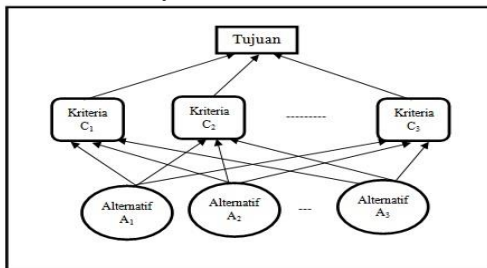 Tujuan
Kriteria
C1
Kriteria
C2
---------
Kriteria
C3
Alternatif
A1
Alternatif
A2
---
Alternatif
A3